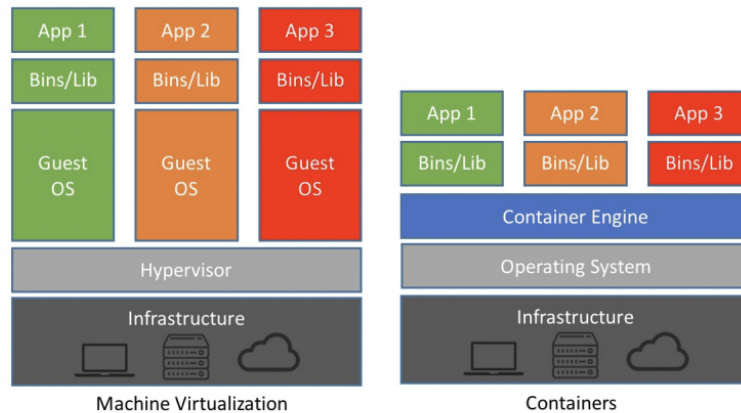 App 1
App 2
App 3
Bins/Lib
Bins/Lib
Bins/Lib
Guest
OS
Guest
OS
Guest
OS
Hypervisor
Infrastructure
Machine Virtualization
App 1
App 2
App 3
Bins/Lib
Bins/Lib
Bins/Lib
Container Engine
Operating System
Infrastructure
Containers